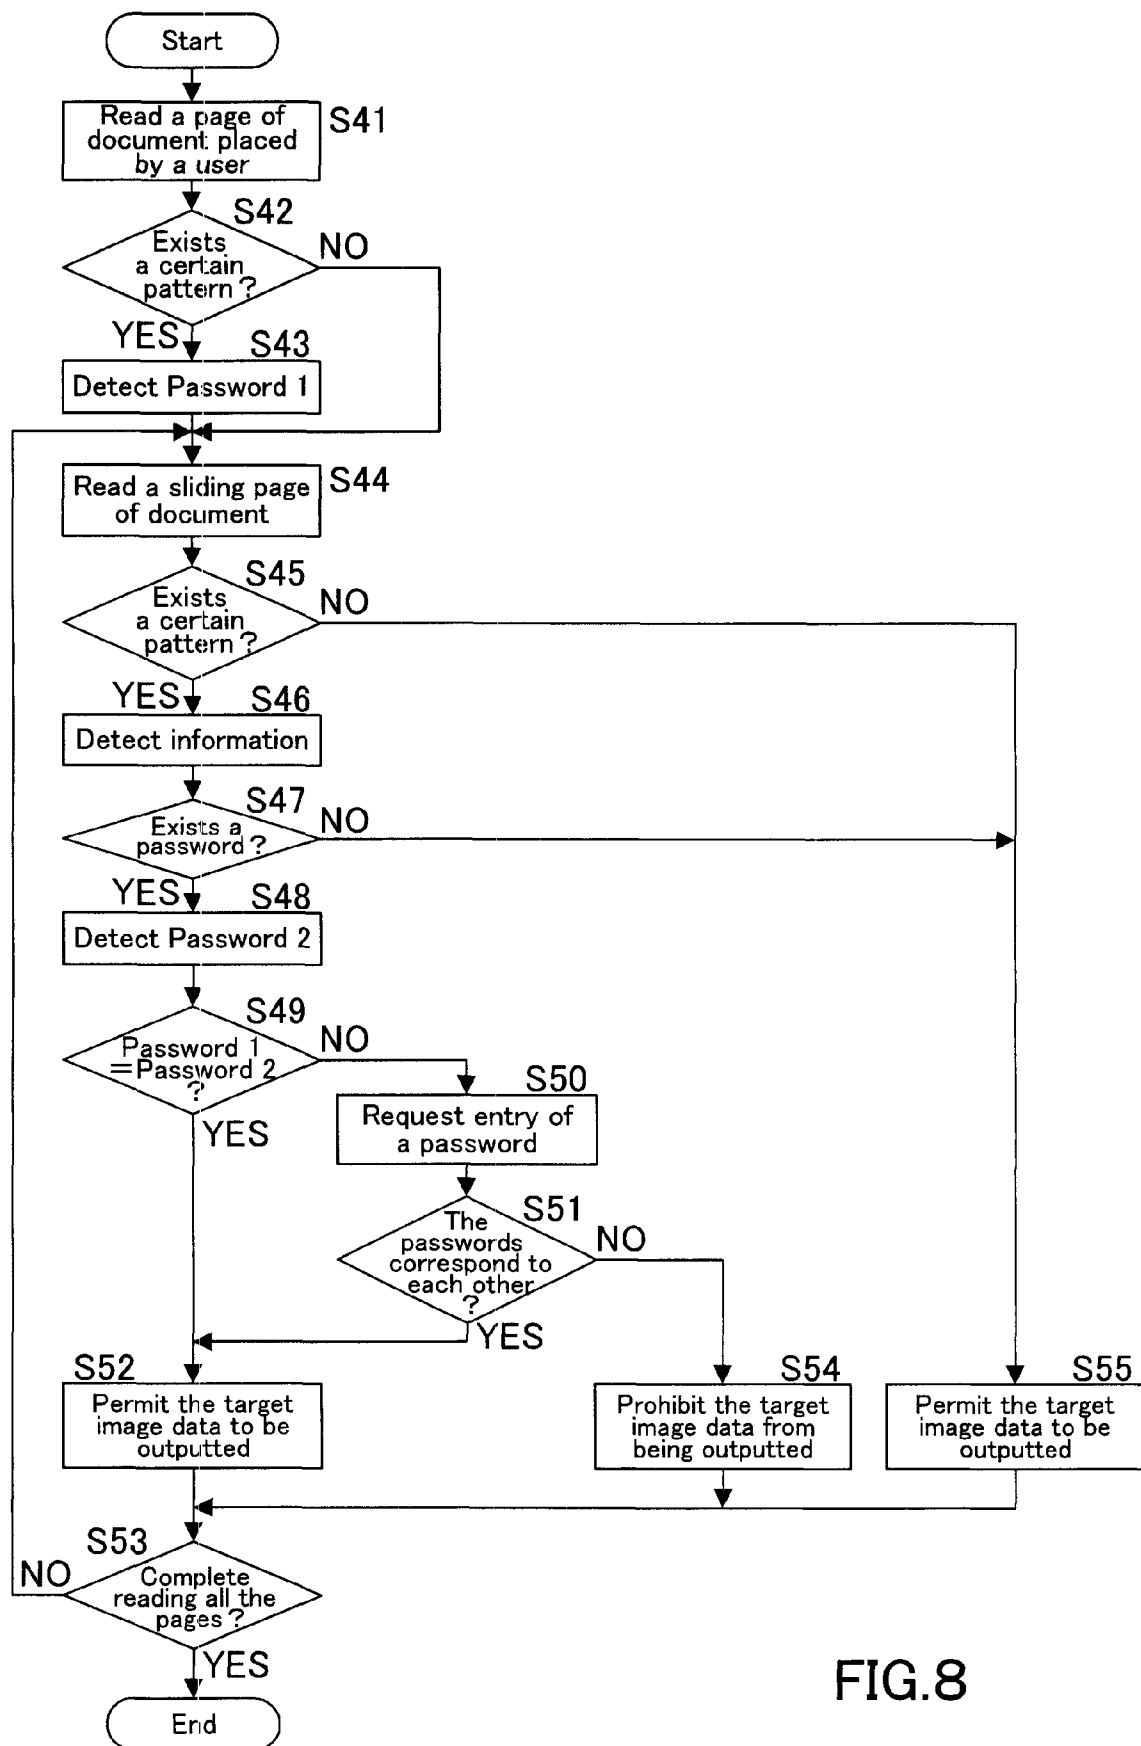 Start
Read a page of
document placed
by a user
S41
S42
Exists
a certain
pattern?
NO
YES
S43
Detect Password 1
Read a sliding page
of document
S44
S45
Exists
a certain
pattern?
NO
YES
S46
Detect information
S47
Exists a
password?
NO
YES
S48
Detect Password 2
S49
Password 1
=Password 2
?
NO
YES
S50
Request entry of
a password
S51
The
passwords
correspond to
each other
?
NO
YES
S52
Permit the target
image data to be
outputted
S54
Prohibit the target
image data from
being outputted
S55
Permit the target
image data to be
outputted
S53
Complete
reading all the
pages?
NO
YES
End
FIG.8